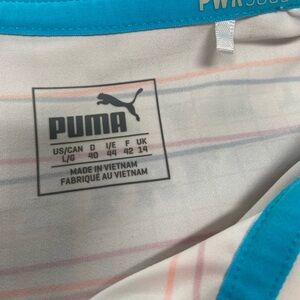 PUMA
US/CAN D I/E F UK
L/G 40 44 42 14
MADE IN VIETNAM
FABRIQUÉ AU VIETNAM